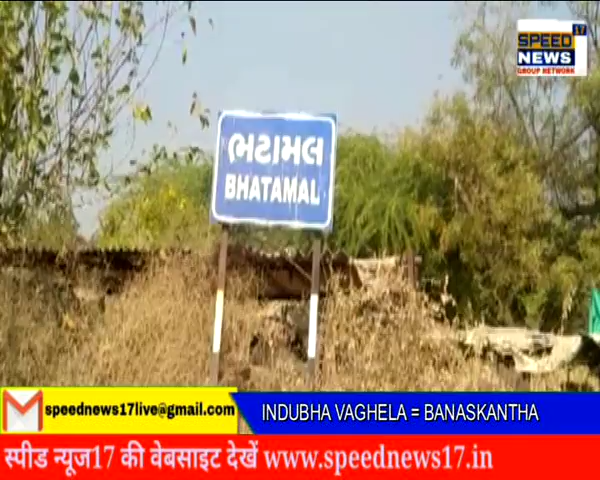 SPEED 17
NEWS
GROUP NETWORK
ભટામલ
BHATAMAL
speednews17live@gmail.com
INDUBHA VAGHELA = BANASKANTHA
स्पीड न्यूज17 की वेबसाइट देखें www.speednews17.in